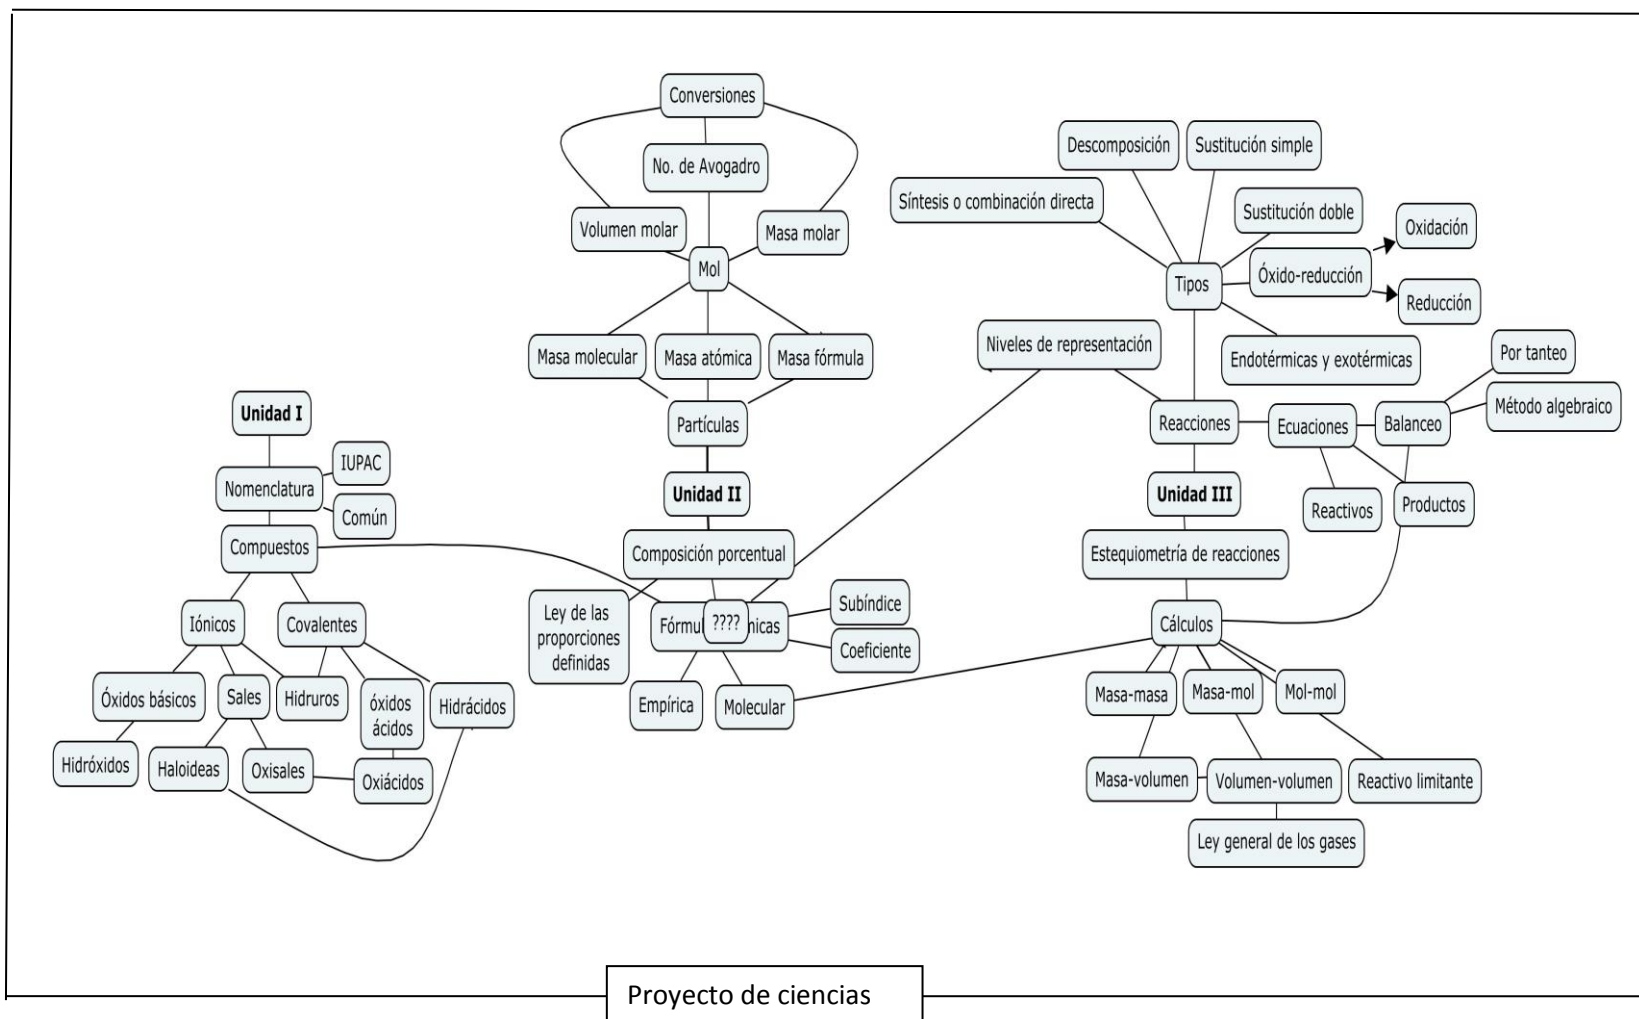 Conversiones
No. de Avogadro
Volumen molar
Masa molar
Mol
Masa molecular
Masa atómica
Masa fórmula
Partículas
Unidad I
Nomenclatura
IUPAC
Común
Compuestos
Iónicos
Covalentes
Óxidos básicos
Sales
Hidruros
óxidos
ácidos
Hidrácidos
Hidróxidos
Haloideas
Oxisales
Oxiácidos
Unidad II
Composición porcentual
Ley de las
proporciones
definidas
????
Subíndice
Coeficiente
Empírica
Molecular
Descomposición
Sustitución simple
Síntesis o combinación directa
Sustitución doble
Oxidación
Óxido-reducción
Tipos
Reducción
Niveles de representación
Endotérmicas y exotérmicas
Por tanteo
Método algebraico
Reacciones
Ecuaciones
Balanceo
Unidad III
Reactivos
Productos
Estequiometría de reacciones
Cálculos
Masa-masa
Masa-mol
Mol-mol
Masa-volumen
Volumen-volumen
Reactivo limitante
Ley general de los gases
Proyecto de ciencias